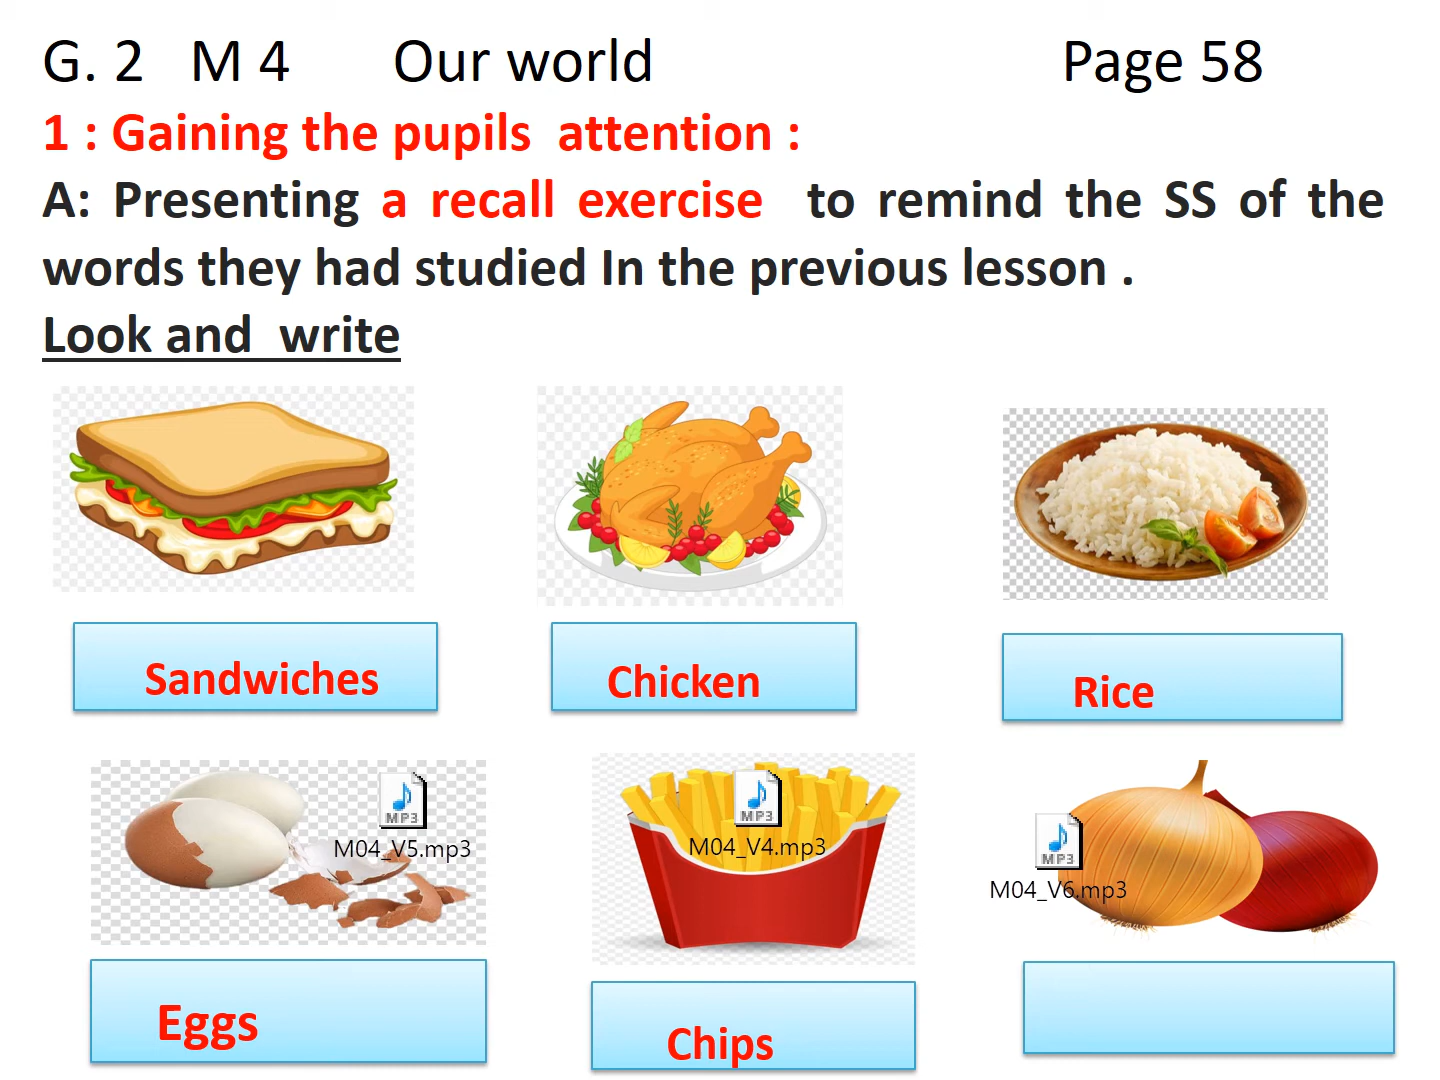 G. 2 M 4 Our world Page 58
1 : Gaining the pupils attention :
A: Presenting a recall exercise to remind the SS of the
words they had studied In the previous lesson .
Look and write
Sandwiches
Chicken
Rice
MP3
M04_V5.mp3
MP3
M04_V4.mp3
MP3
M04_V6.mp3
Eggs
Chips